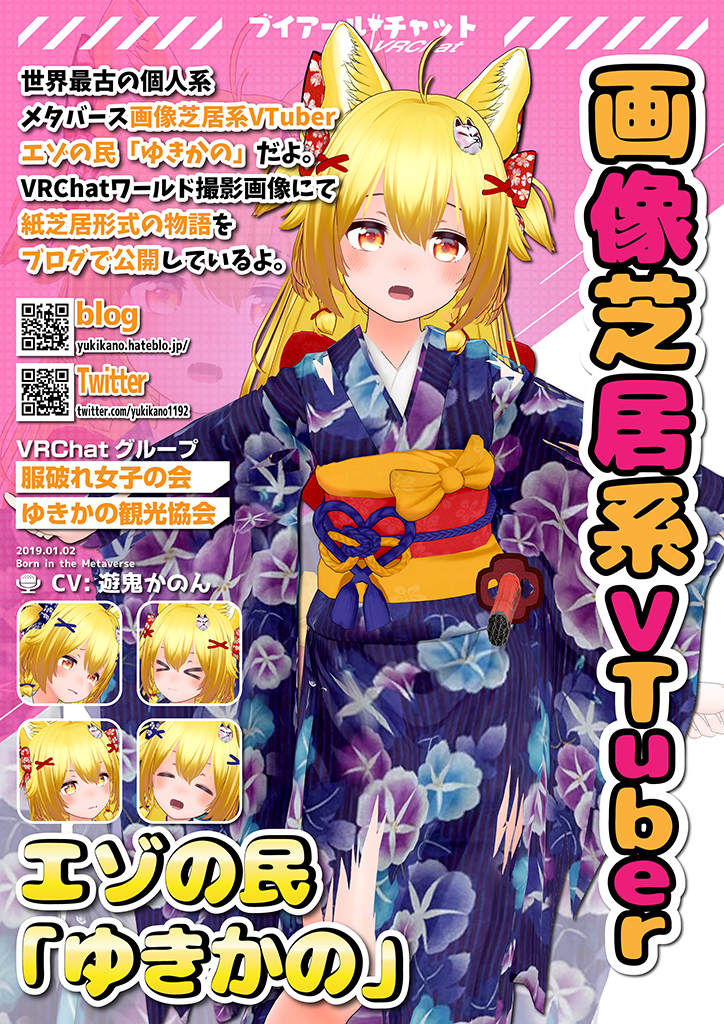 ブイアールチャット
VRChat
世界最古の個人系
メタバース画像芝居系VTuber
エゾの民「ゆきかの」だよ。
VRChatワールド撮影画像にて
紙芝居形式の物語を
ブログで公開しているよ。
blog
yukikano.hateblo.jp/
Twitter
twitter.com/yukikano1192
VRChat グループ
服破れ女子の会
ゆきかの観光協会
2019.01.02
Born in the Metaverse
CV: 遊鬼かのん
エゾの民
「ゆきかの」
画像芝居系VTuber